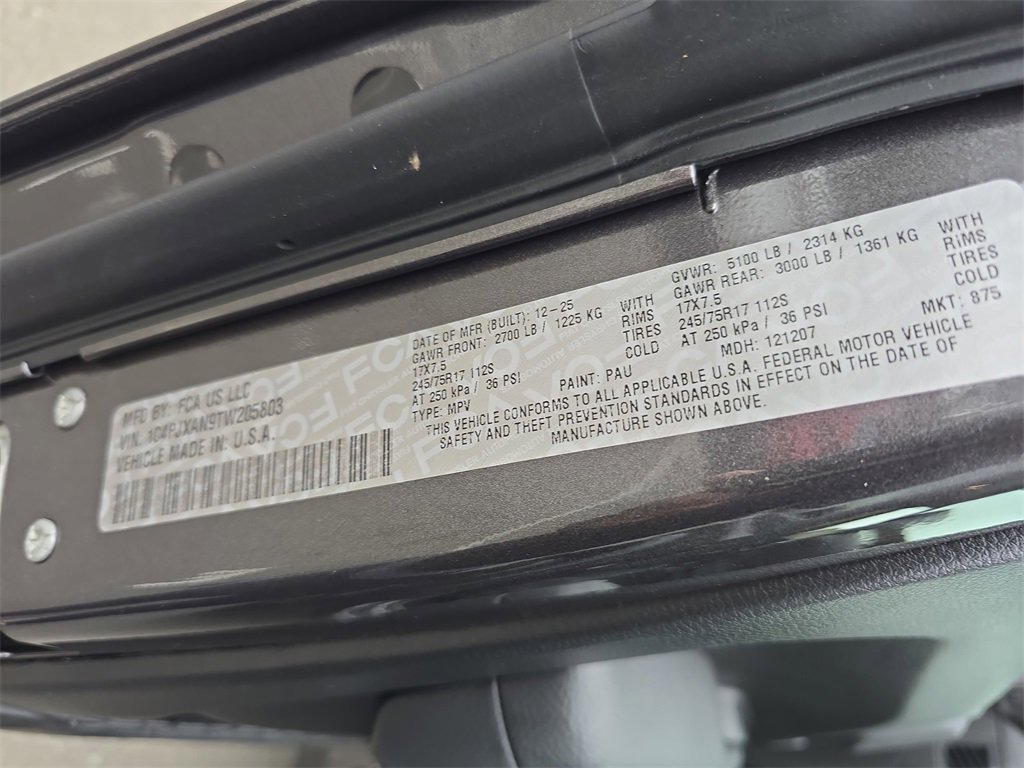 MFD BY: FCA US LLC
VIN: 1C4PJXAN9TW205803
VEHICLE MADE IN: U.S.A.
DATE OF MFR (BUILT): 12-25 GVWR: 5100 LB / 2314 KG
GAWR FRONT: 2700 LB / 1225 KG WITH GAWR REAR: 3000 LB / 1361 KG WITH
17X7.5 RIMS 17X7.5 RIMS
245/75R17 112S TIRES 245/75R17 112S TIRES
AT 250 kPa / 36 PSI COLD AT 250 kPa / 36 PSI COLD
TYPE: MPV PAINT: PAU MDH: 121207 MKT: 875
THIS VEHICLE CONFORMS TO ALL APPLICABLE U.S.A. FEDERAL MOTOR VEHICLE
SAFETY AND THEFT PREVENTION STANDARDS IN EFFECT ON THE DATE OF
MANUFACTURE SHOWN ABOVE.